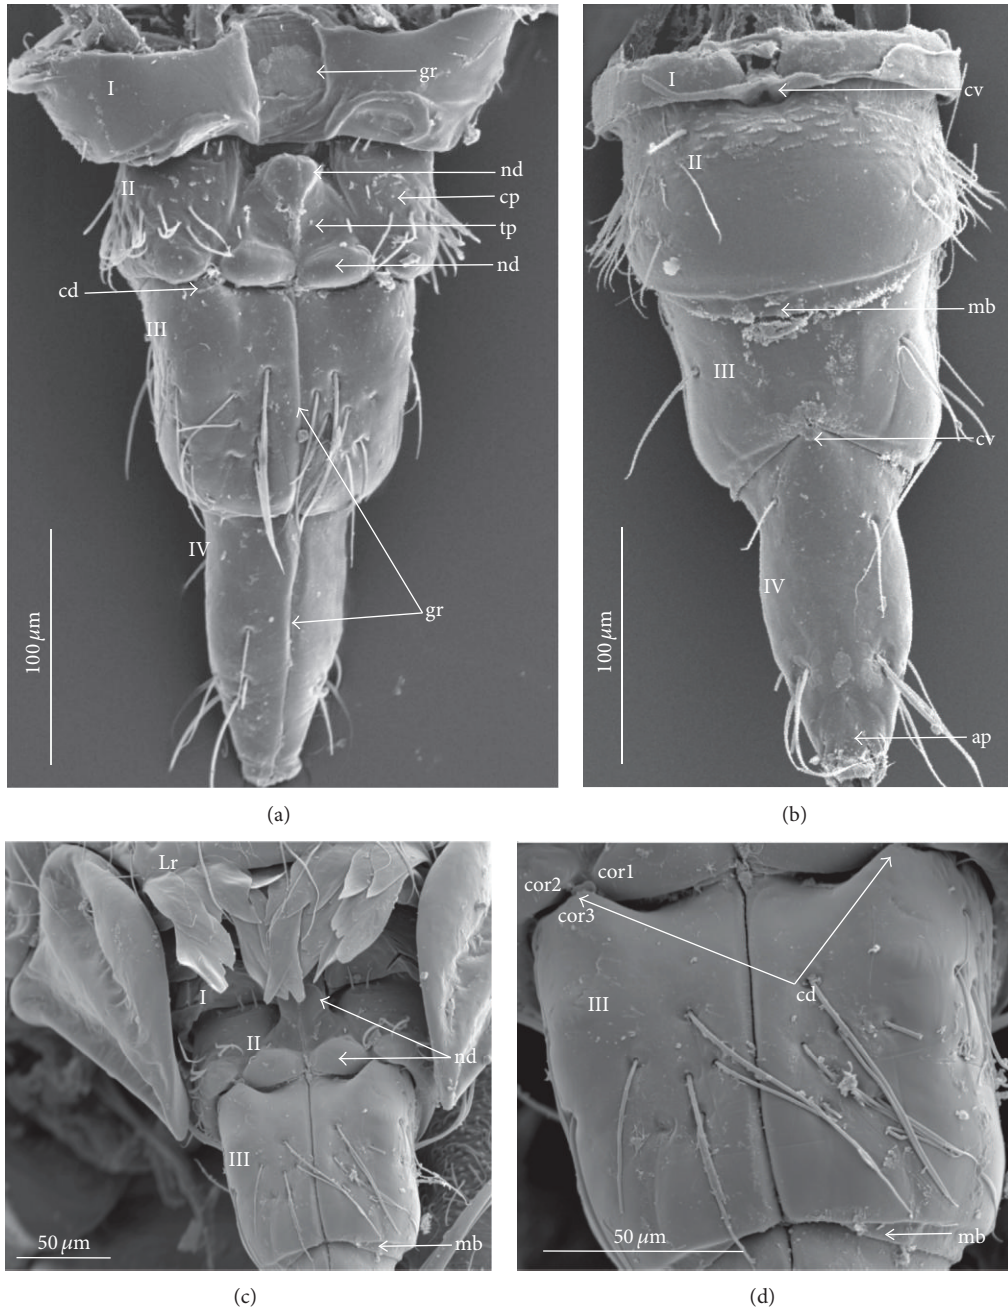 I
gr
II
nd
cp
tp
nd
cd
III
IV
gr
100 μm
(a)
I
cv
II
mb
III
cv
IV
100 μm
ap
(b)
Lr
I
II
nd
III
50 μm
mb
(c)
cor2
cor1
cor3
cd
III
50 μm
mb
(d)